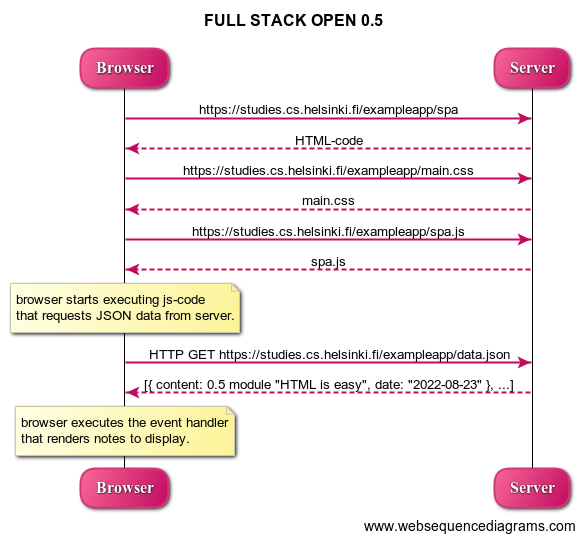 FULL STACK OPEN 0.5
Browser
Server
https://studies.cs.helsinki.fi/exampleapp/spa
HTML-code
https://studies.cs.helsinki.fi/exampleapp/main.css
main.css
https://studies.cs.helsinki.fi/exampleapp/spa.js
spa.js
browser starts executing js-code
that requests JSON data from server.
HTTP GET https://studies.cs.helsinki.fi/exampleapp/data.json
[{ content: 0.5 module "HTML is easy", date: "2022-08-23" }, ...]
browser executes the event handler
that renders notes to display.
Browser
Server
www.websequencediagrams.com